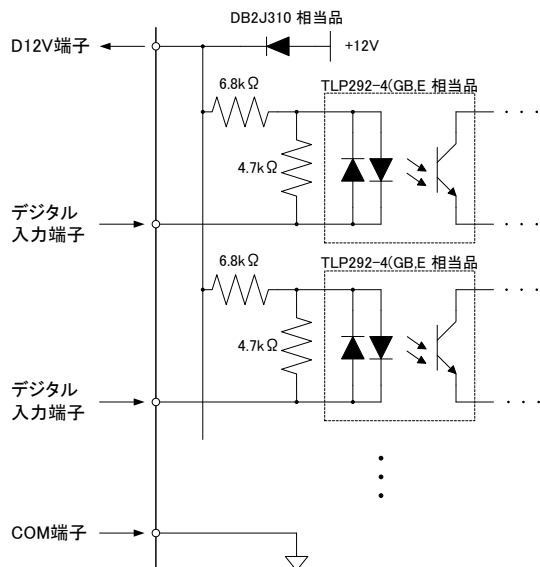 DB2J310 相当品
D12V端子
+12V
TLP292-4(GB,E 相当品
6.8kΩ
4.7kΩ
デジタル
入力端子
TLP292-4(GB,E 相当品
6.8kΩ
4.7kΩ
デジタル
入力端子
COM端子